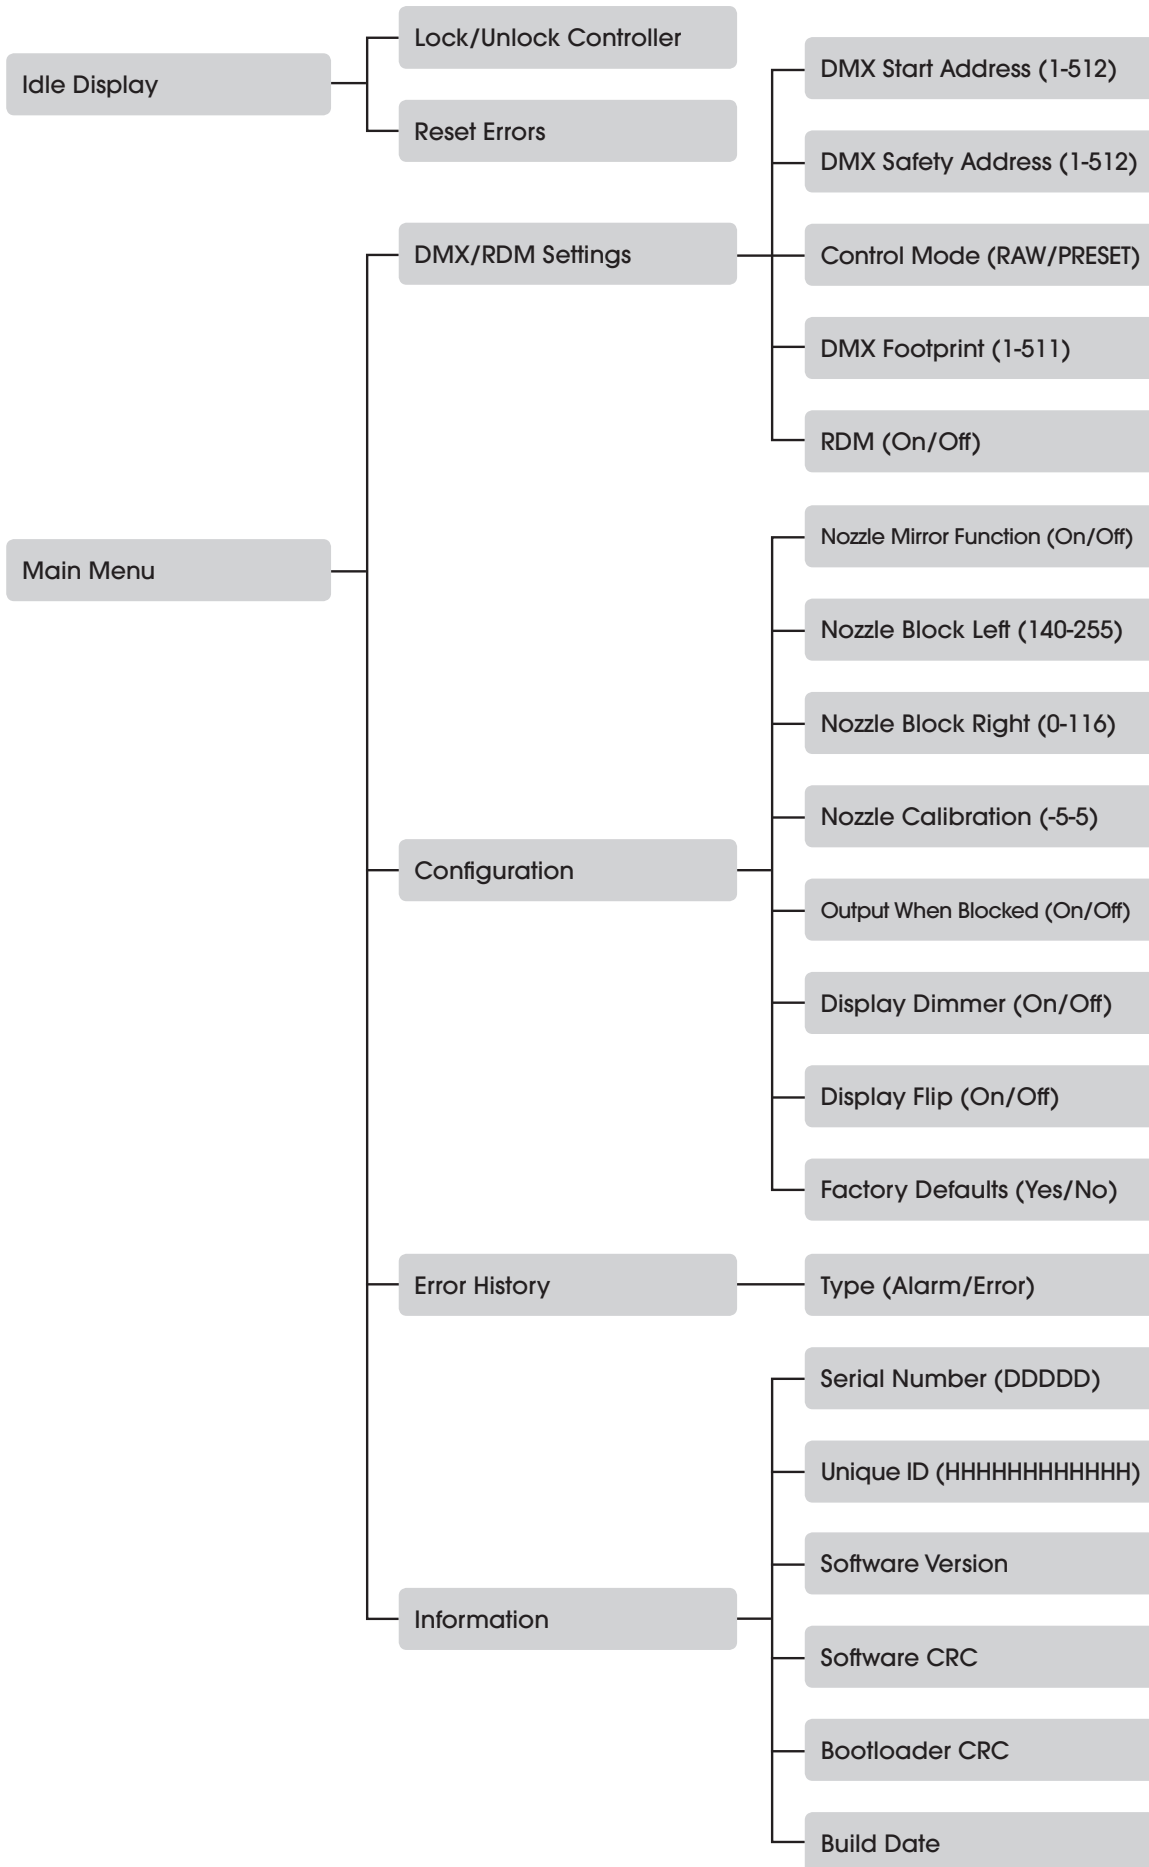 Idle Display
Lock/Unlock Controller
Reset Errors
Main Menu
DMX/RDM Settings
DMX Start Address (1-512)
DMX Safety Address (1-512)
Control Mode (RAW/PRESET)
DMX Footprint (1-511)
RDM (On/Off)
Configuration
Nozzle Mirror Function (On/Off)
Nozzle Block Left (140-255)
Nozzle Block Right (0-116)
Nozzle Calibration (-5-5)
Output When Blocked (On/Off)
Display Dimmer (On/Off)
Display Flip (On/Off)
Factory Defaults (Yes/No)
Error History
Type (Alarm/Error)
Information
Serial Number (DDDDD)
Unique ID (HHHHHHHHHHHH)
Software Version
Software CRC
Bootloader CRC
Build Date